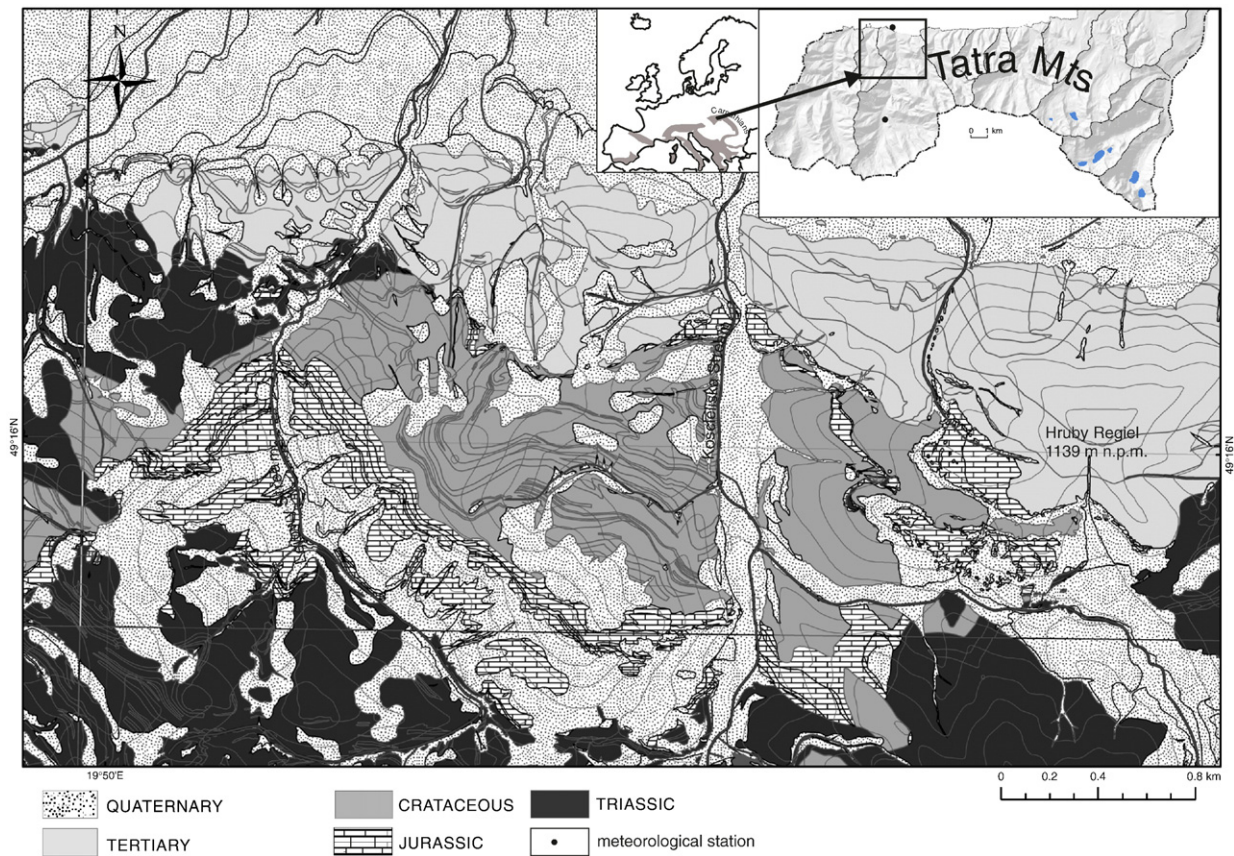 N
Carpathians
Tatra Mts
0 1 km
49°16'N
49°16'N
Hruby Regiel
1139 m n.p.m.
19°50'E
0 0.2 0.4 0.8 km
QUATERNARY
CRATACEOUS
TRIASSIC
TERTIARY
JURASSIC
meteorological station